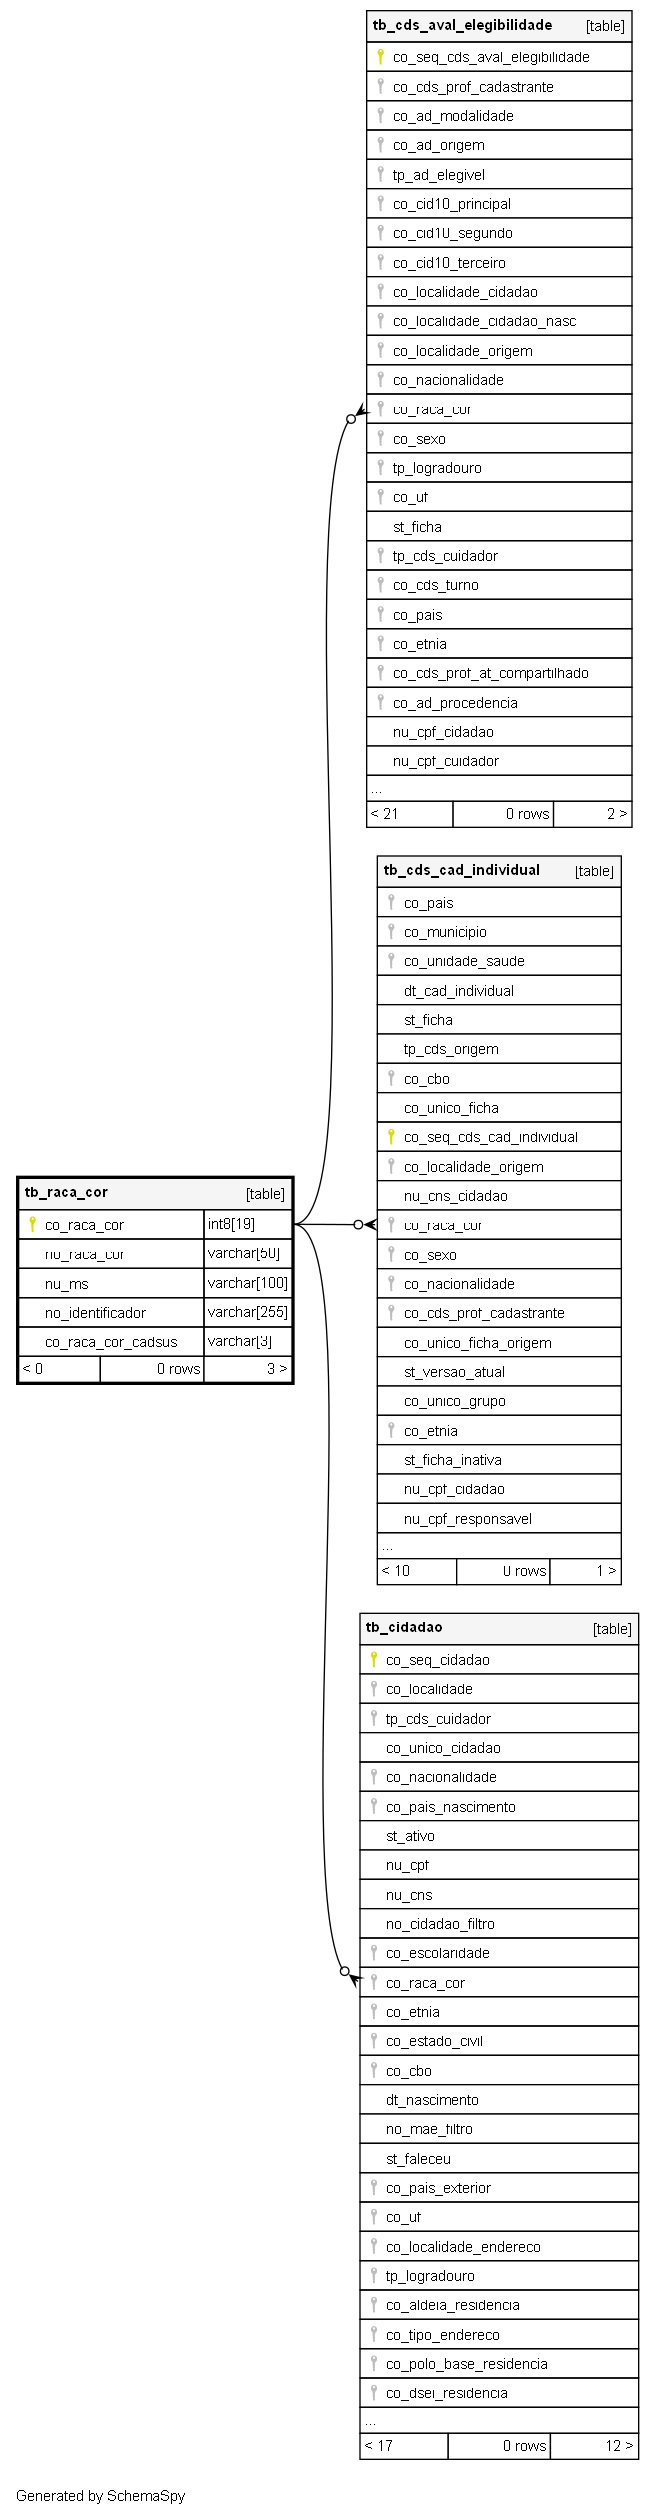 tb_cds_aval_elegibilidade [table]
co_seq_cds_aval_elegibilidade
co_cds_prof_cadastrante
co_ad_modalidade
co_ad_origem
tp_ad_elegivel
co_cid10_principal
co_cid10_segundo
co_cid10_terceiro
co_localidade_cidadao
co_localidade_cidadao_nasc
co_localidade_origem
co_nacionalidade
co_raca_cor
co_sexo
tp_logradouro
co_uf
st_ficha
tp_cds_cuidador
co_cds_turno
co_pais
co_etnia
co_cds_prof_at_compartilhado
co_ad_procedencia
nu_cpf_cidadao
nu_cpf_cuidador
...
< 21 0 rows 2 >
tb_cds_cad_individual [table]
co_pais
co_municipio
co_unidade_saude
dt_cad_individual
st_ficha
tp_cds_origem
co_cbo
co_unico_ficha
co_seq_cds_cad_individual
co_localidade_origem
nu_cns_cidadao
co_raca_cor
co_sexo
co_nacionalidade
co_cds_prof_cadastrante
co_unico_ficha_origem
st_versao_atual
co_unico_grupo
co_etnia
st_ficha_inativa
nu_cpf_cidadao
nu_cpf_responsavel
...
< 10 0 rows 1 >
tb_raca_cor [table]
co_raca_cor int8[19]
no_raca_cor varchar[50]
nu_ms varchar[100]
no_identificador varchar[255]
co_raca_cor_cadsus varchar[3]
< 0 0 rows 3 >
tb_cidadao [table]
co_seq_cidadao
co_localidade
tp_cds_cuidador
co_unico_cidadao
co_nacionalidade
co_pais_nascimento
st_ativo
nu_cpf
nu_cns
no_cidadao_filtro
co_escolaridade
co_raca_cor
co_etnia
co_estado_civil
co_cbo
dt_nascimento
no_mae_filtro
st_faleceu
co_pais_exterior
co_uf
co_localidade_endereco
tp_logradouro
co_aldeia_residencia
co_tipo_endereco
co_polo_base_residencia
co_dsei_residencia
...
< 17 0 rows 12 >
Generated by SchemaSpy